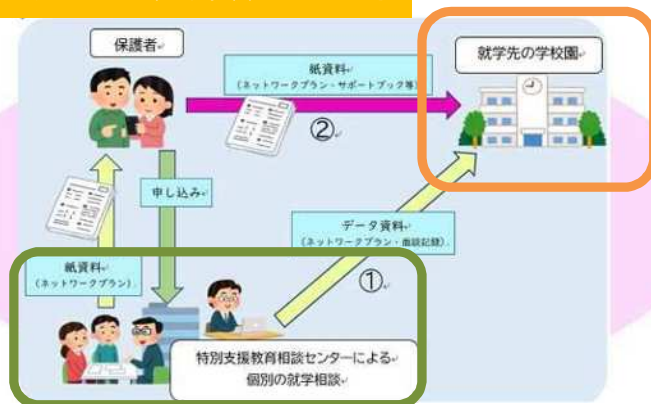 保護者
就学先の学校園
紙資料
(ネットワークプラン・サポートブック等)
②
申し込み
データ資料
(ネットワークプラン・面談記録)
①
紙資料
(ネットワークプラン)
特別支援教育相談センターによる
個別の就学相談